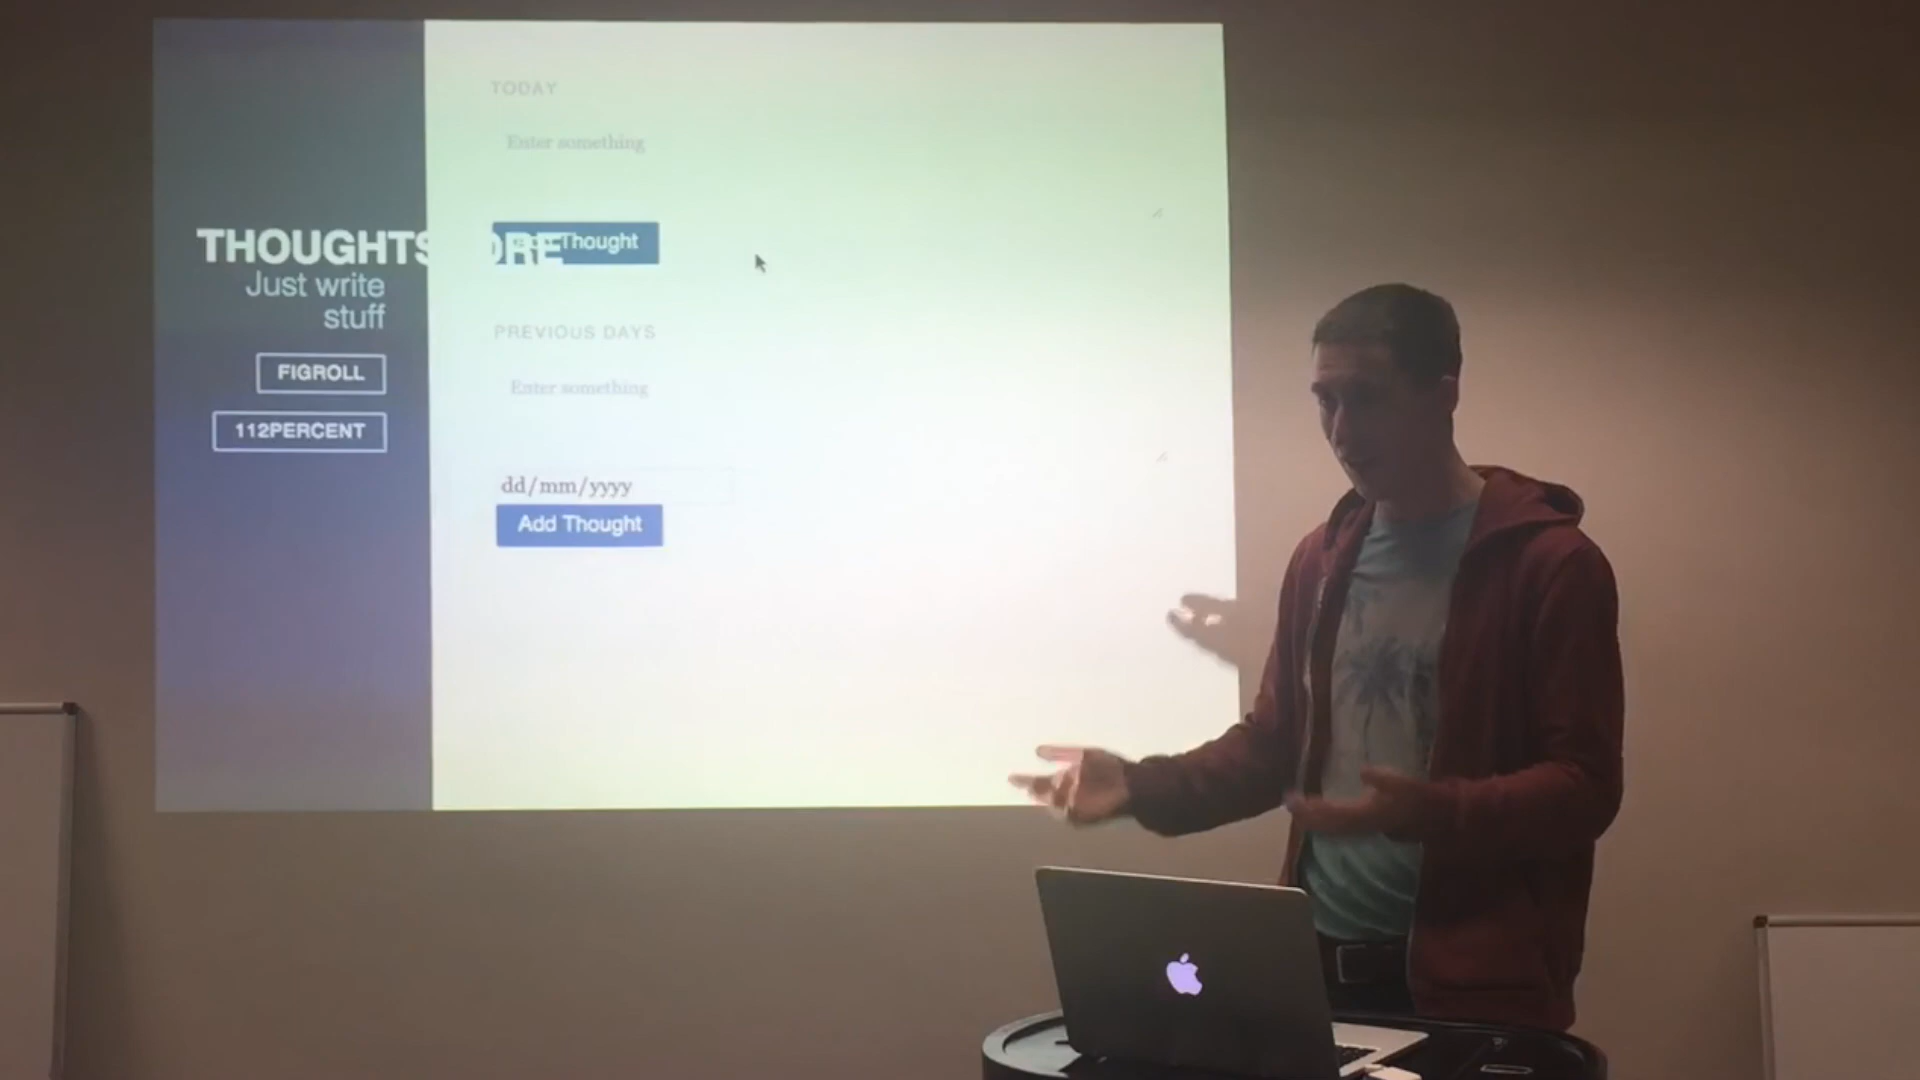 THOUGHTS ORE
Just write
stuff
FIGROLL
112PERCENT
TODAY
Enter something
Thought
PREVIOUS DAYS
Enter something
dd/mm/yyyy
Add Thought